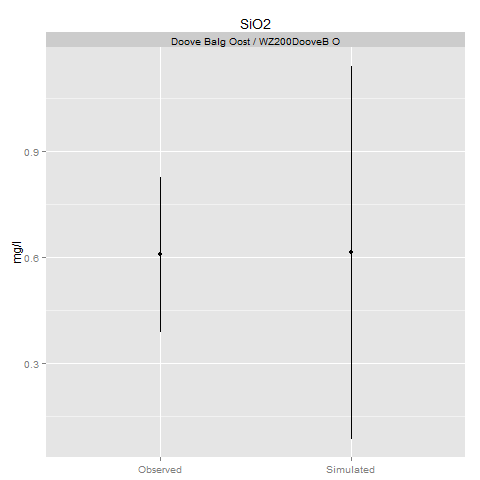 SiO2
Doove Balg Oost / WZ200DooveB O
mg/l
0.9
0.6
0.3
Observed
Simulated